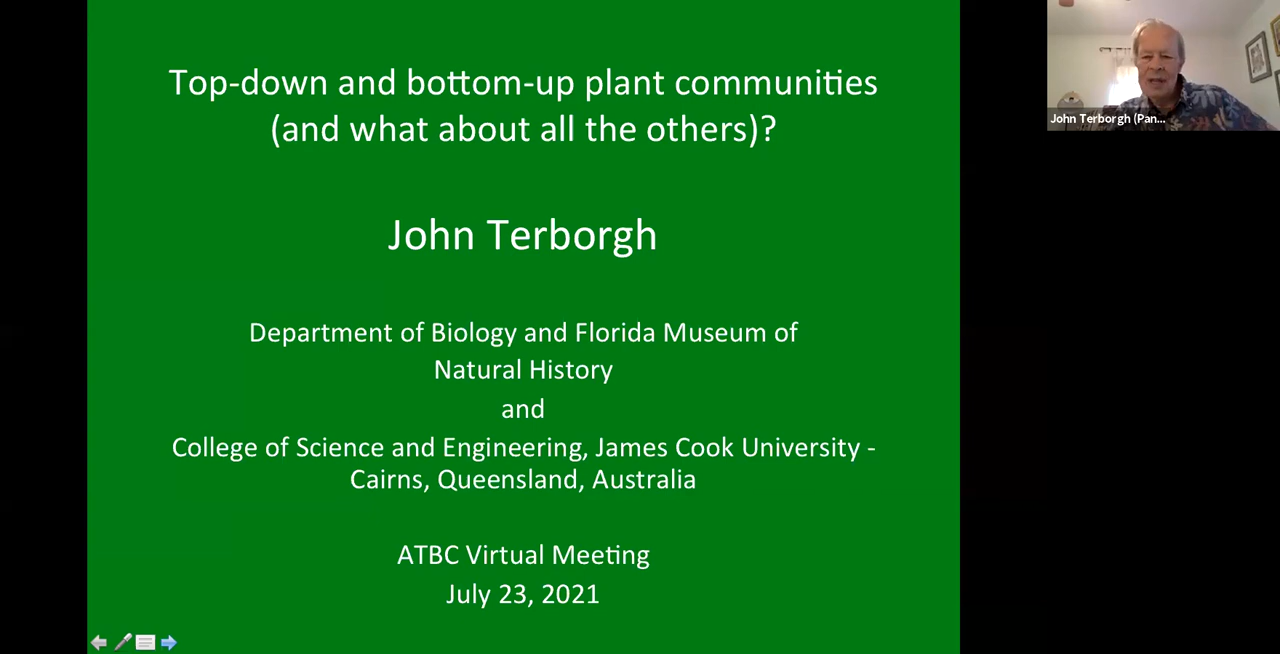 Top-down and bottom-up plant communities
(and what about all the others)?
John Terborgh
Department of Biology and Florida Museum of
Natural History
and
College of Science and Engineering, James Cook University -
Cairns, Queensland, Australia
ATBC Virtual Meeting
July 23, 2021
John Terborgh (Pan...